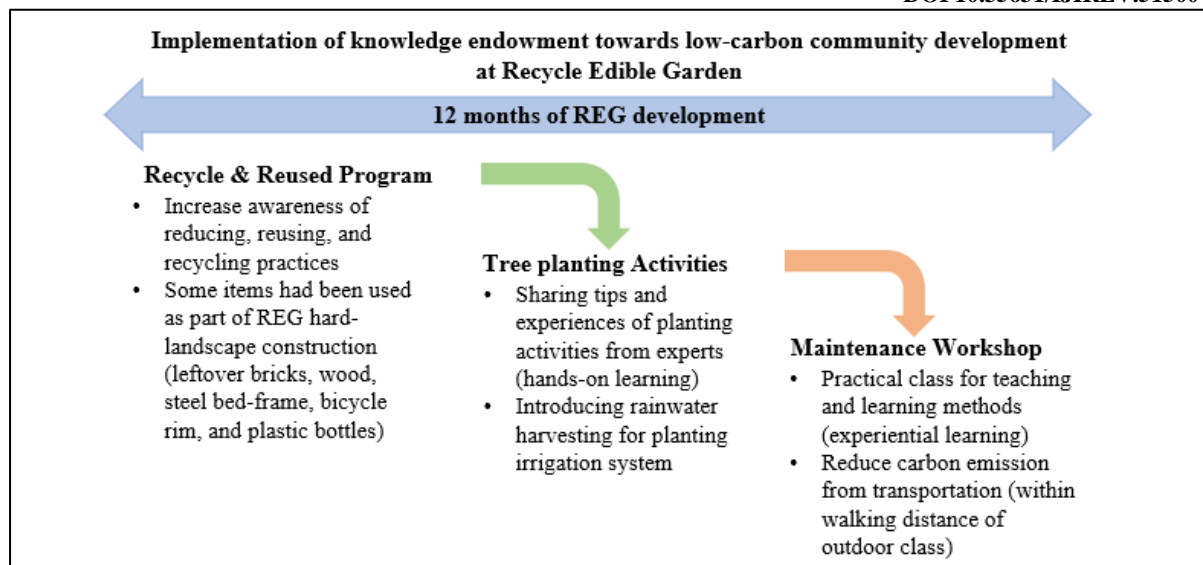 Implementation of knowledge endowment towards low-carbon community development
at Recycle Edible Garden
12 months of REG development
Recycle & Reused Program
• Increase awareness of
reducing, reusing, and
recycling practices
• Some items had been used
as part of REG hard-
landscape construction
(leftover bricks, wood,
steel bed-frame, bicycle
rim, and plastic bottles)
Tree planting Activities
• Sharing tips and
experiences of planting
activities from experts
(hands-on learning)
• Introducing rainwater
harvesting for planting
irrigation system
Maintenance Workshop
• Practical class for teaching
and learning methods
(experiential learning)
• Reduce carbon emission
from transportation (within
walking distance of
outdoor class)